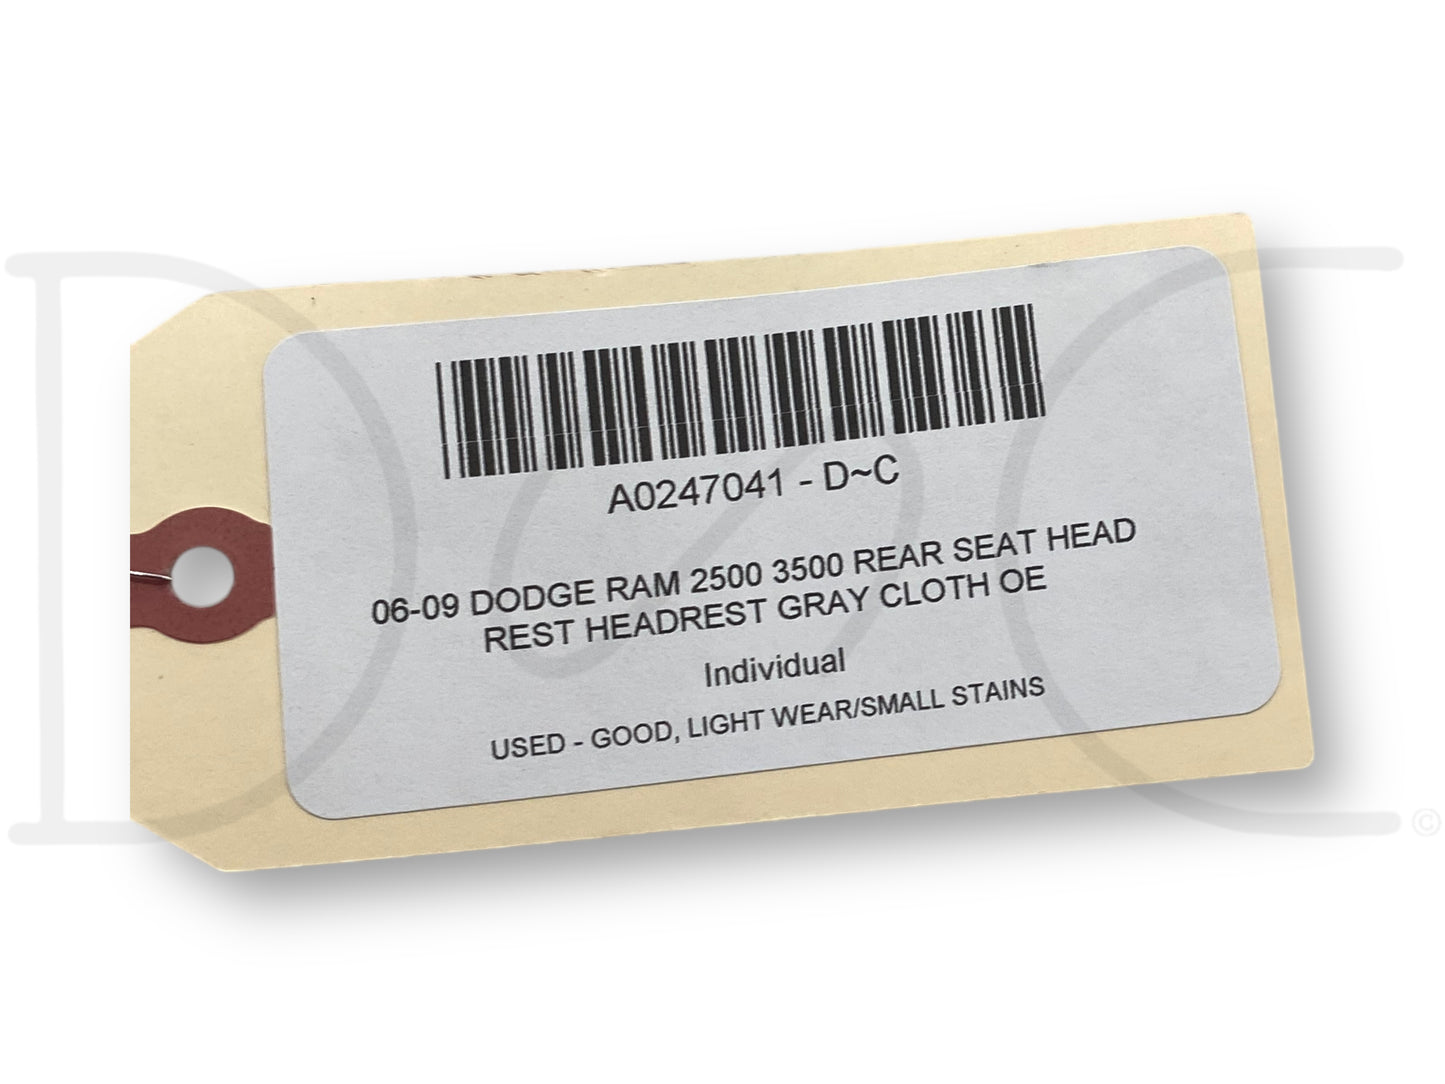 A0247041 - D~C
06-09 DODGE RAM 2500 3500 REAR SEAT HEAD
REST HEADREST GRAY CLOTH OE
Individual
USED - GOOD, LIGHT WEAR/SMALL STAINS
D~C ©